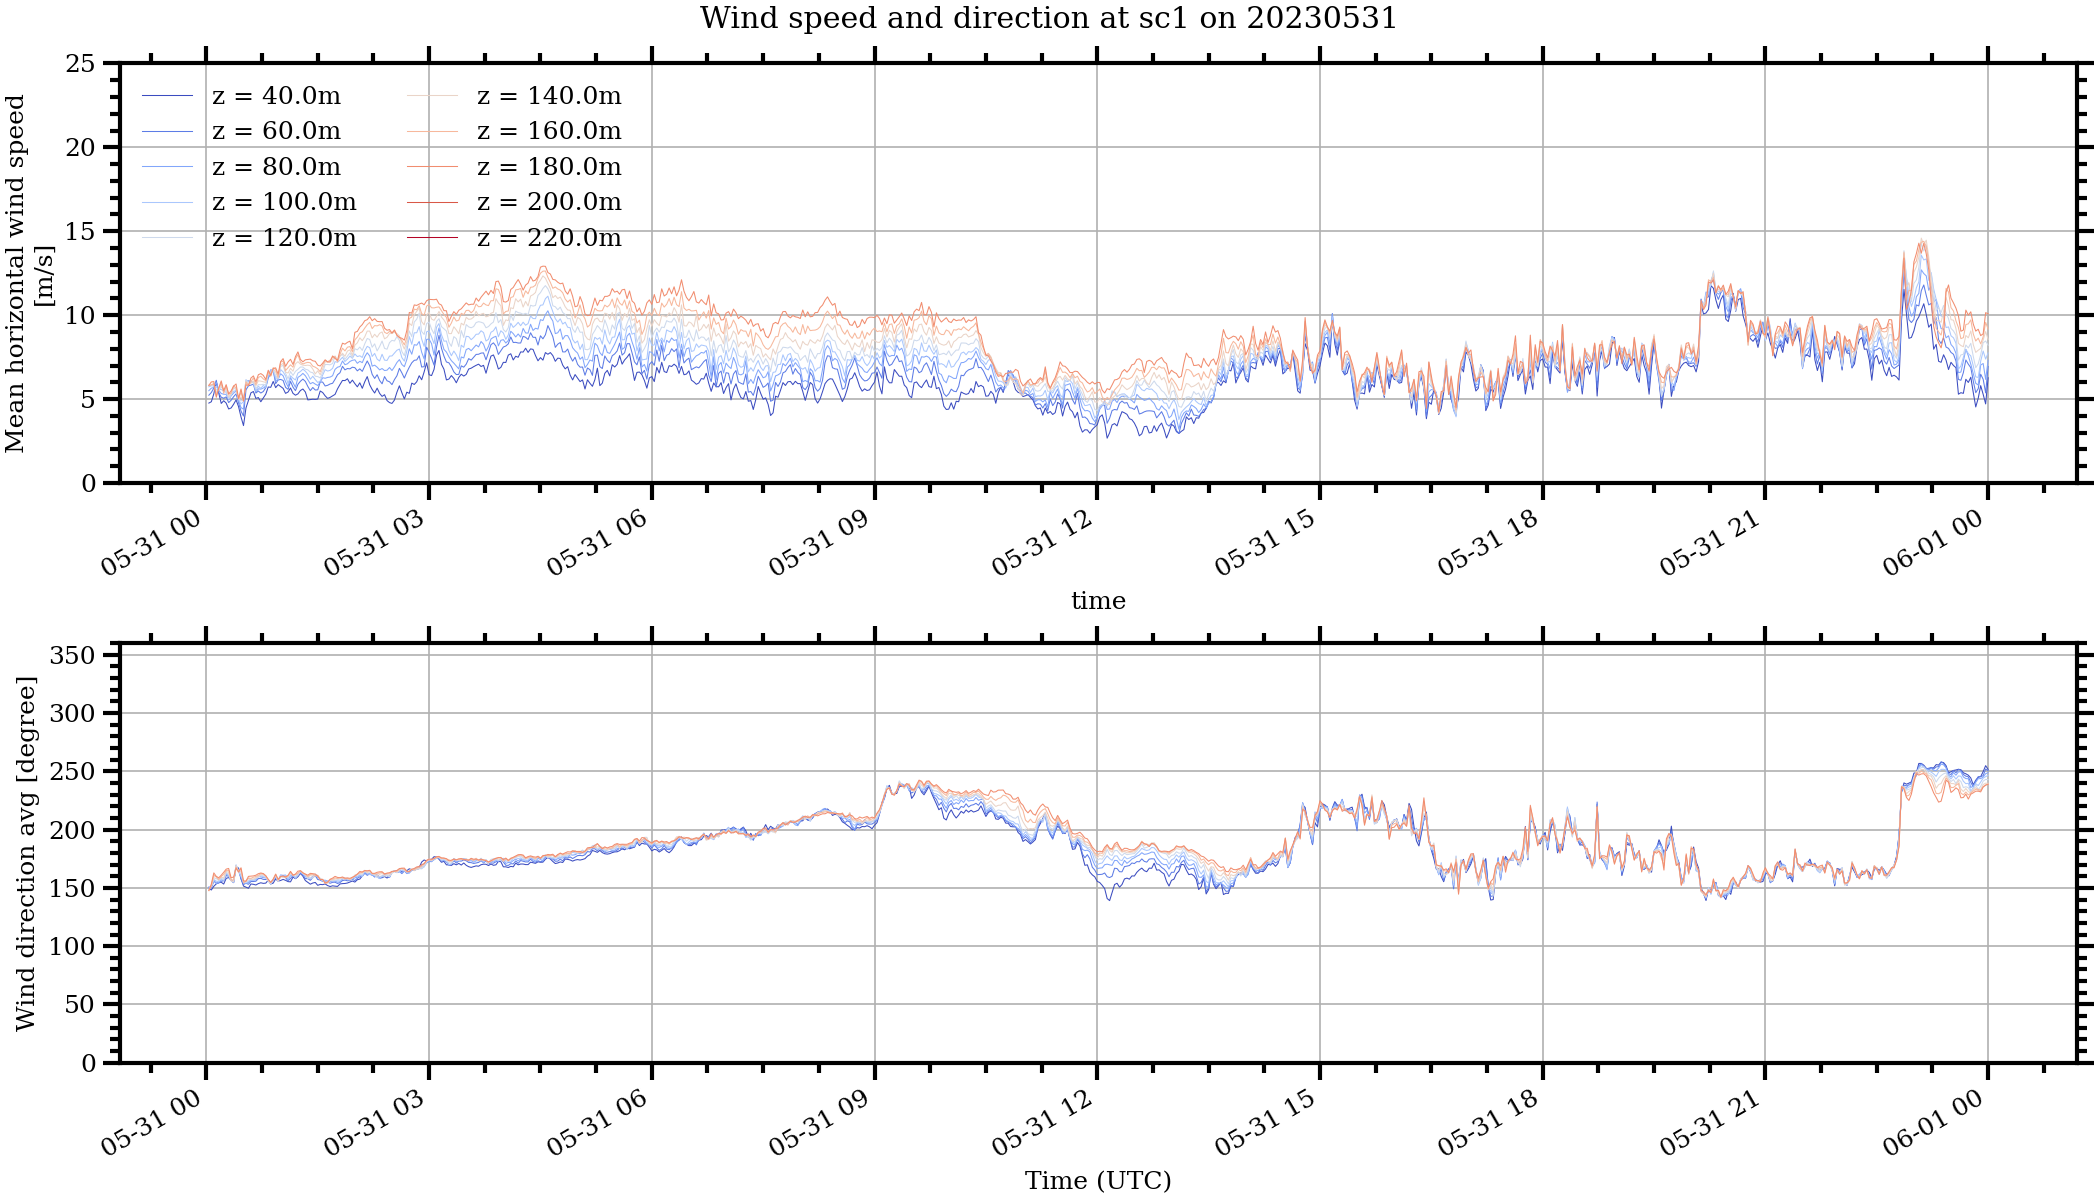 Wind speed and direction at sc1 on 20230531
Mean horizontal wind speed
[m/s]
25
20
15
10
5
0
z = 40.0m
z = 60.0m
z = 80.0m
z = 100.0m
z = 120.0m
z = 140.0m
z = 160.0m
z = 180.0m
z = 200.0m
z = 220.0m
05-31 00
05-31 03
05-31 06
05-31 09
05-31 12
05-31 15
05-31 18
05-31 21
06-01 00
time
Wind direction avg [degree]
350
300
250
200
150
100
50
0
05-31 00
05-31 03
05-31 06
05-31 09
05-31 12
05-31 15
05-31 18
05-31 21
06-01 00
Time (UTC)